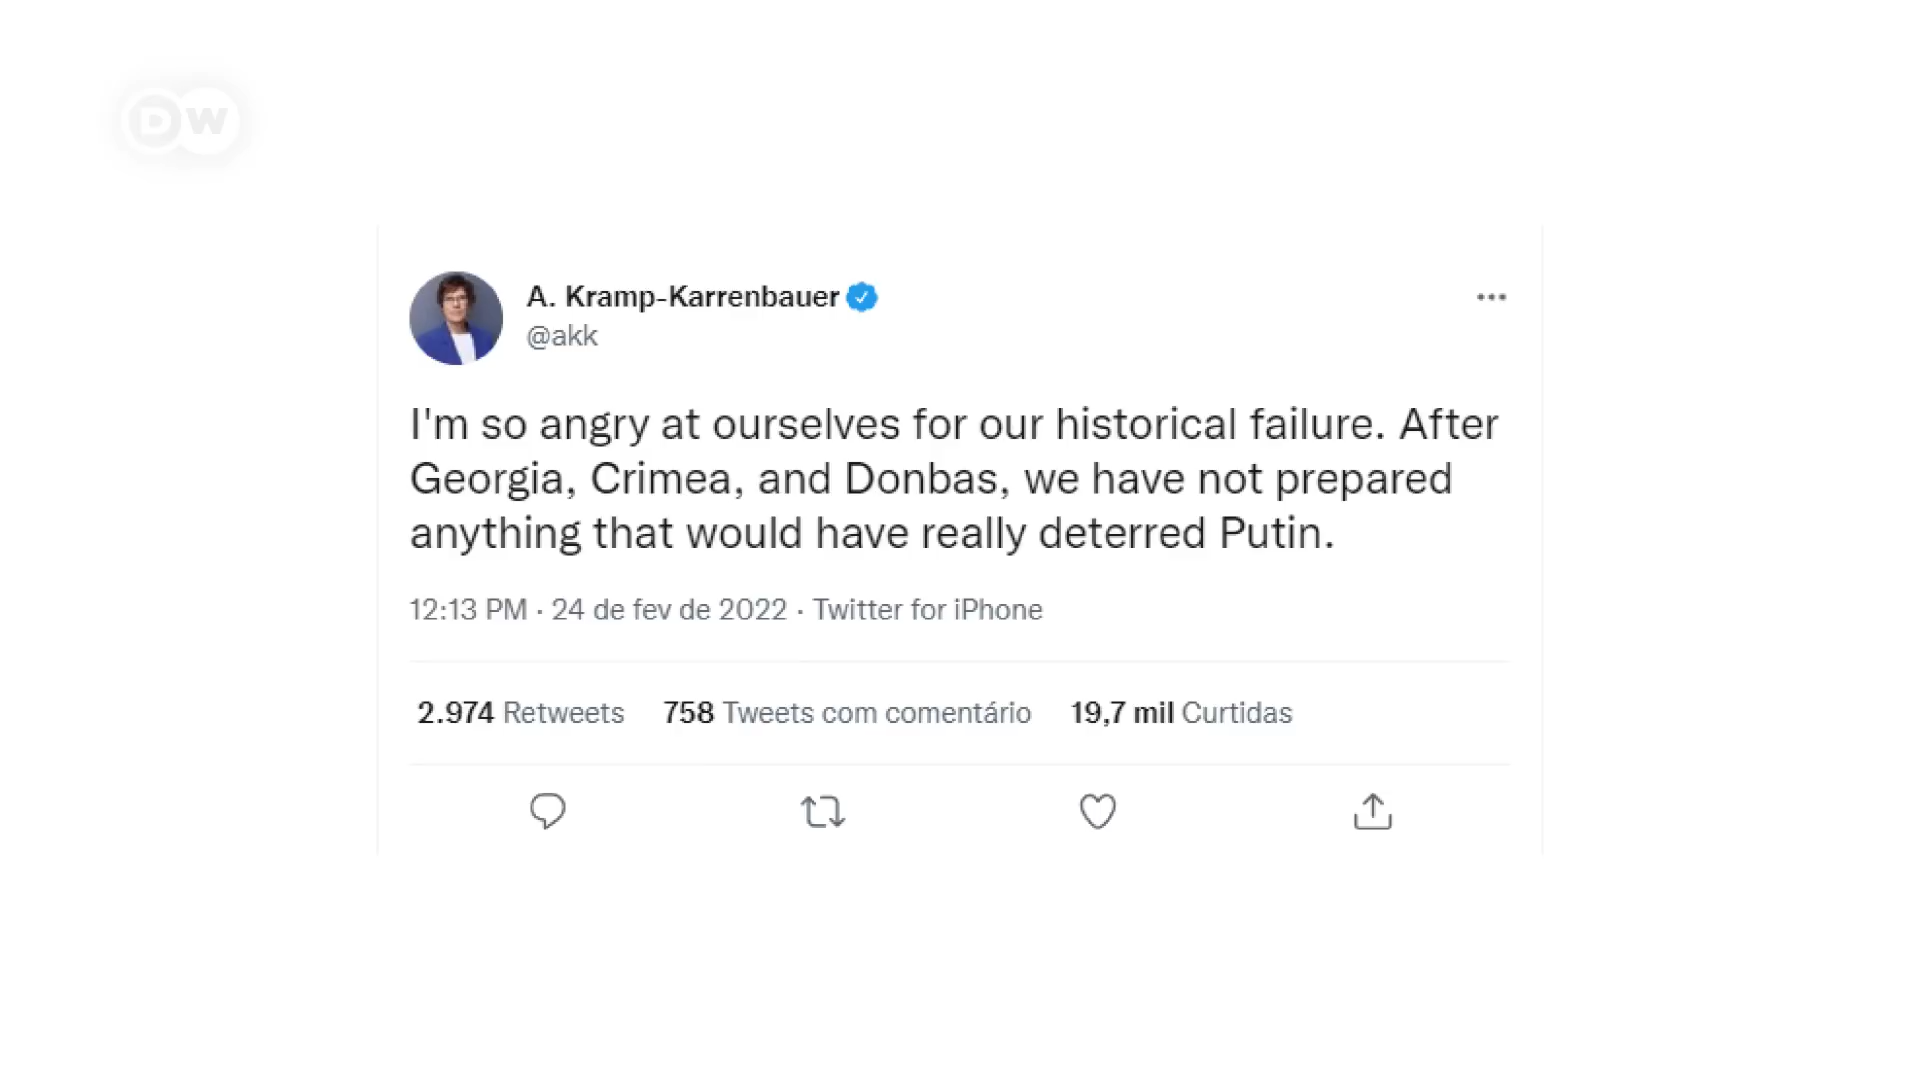 DW
A. Kramp-Karrenbauer
@akk
I'm so angry at ourselves for our historical failure. After
Georgia, Crimea, and Donbas, we have not prepared
anything that would have really deterred Putin.
12:13 PM · 24 de fev de 2022 · Twitter for iPhone
2.974 Retweets 758 Tweets com comentário 19,7 mil Curtidas